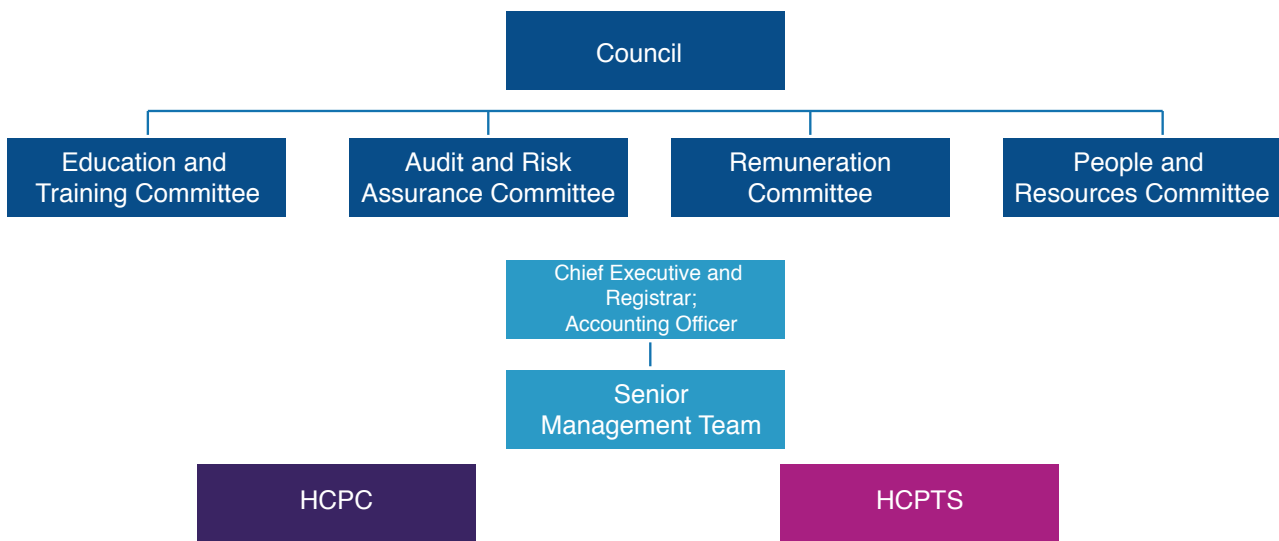 Council
Education and
Training Committee
Audit and Risk
Assurance Committee
Remuneration
Committee
People and
Resources Committee
Chief Executive and
Registrar;
Accounting Officer
Senior
Management Team
HCPC
HCPTS